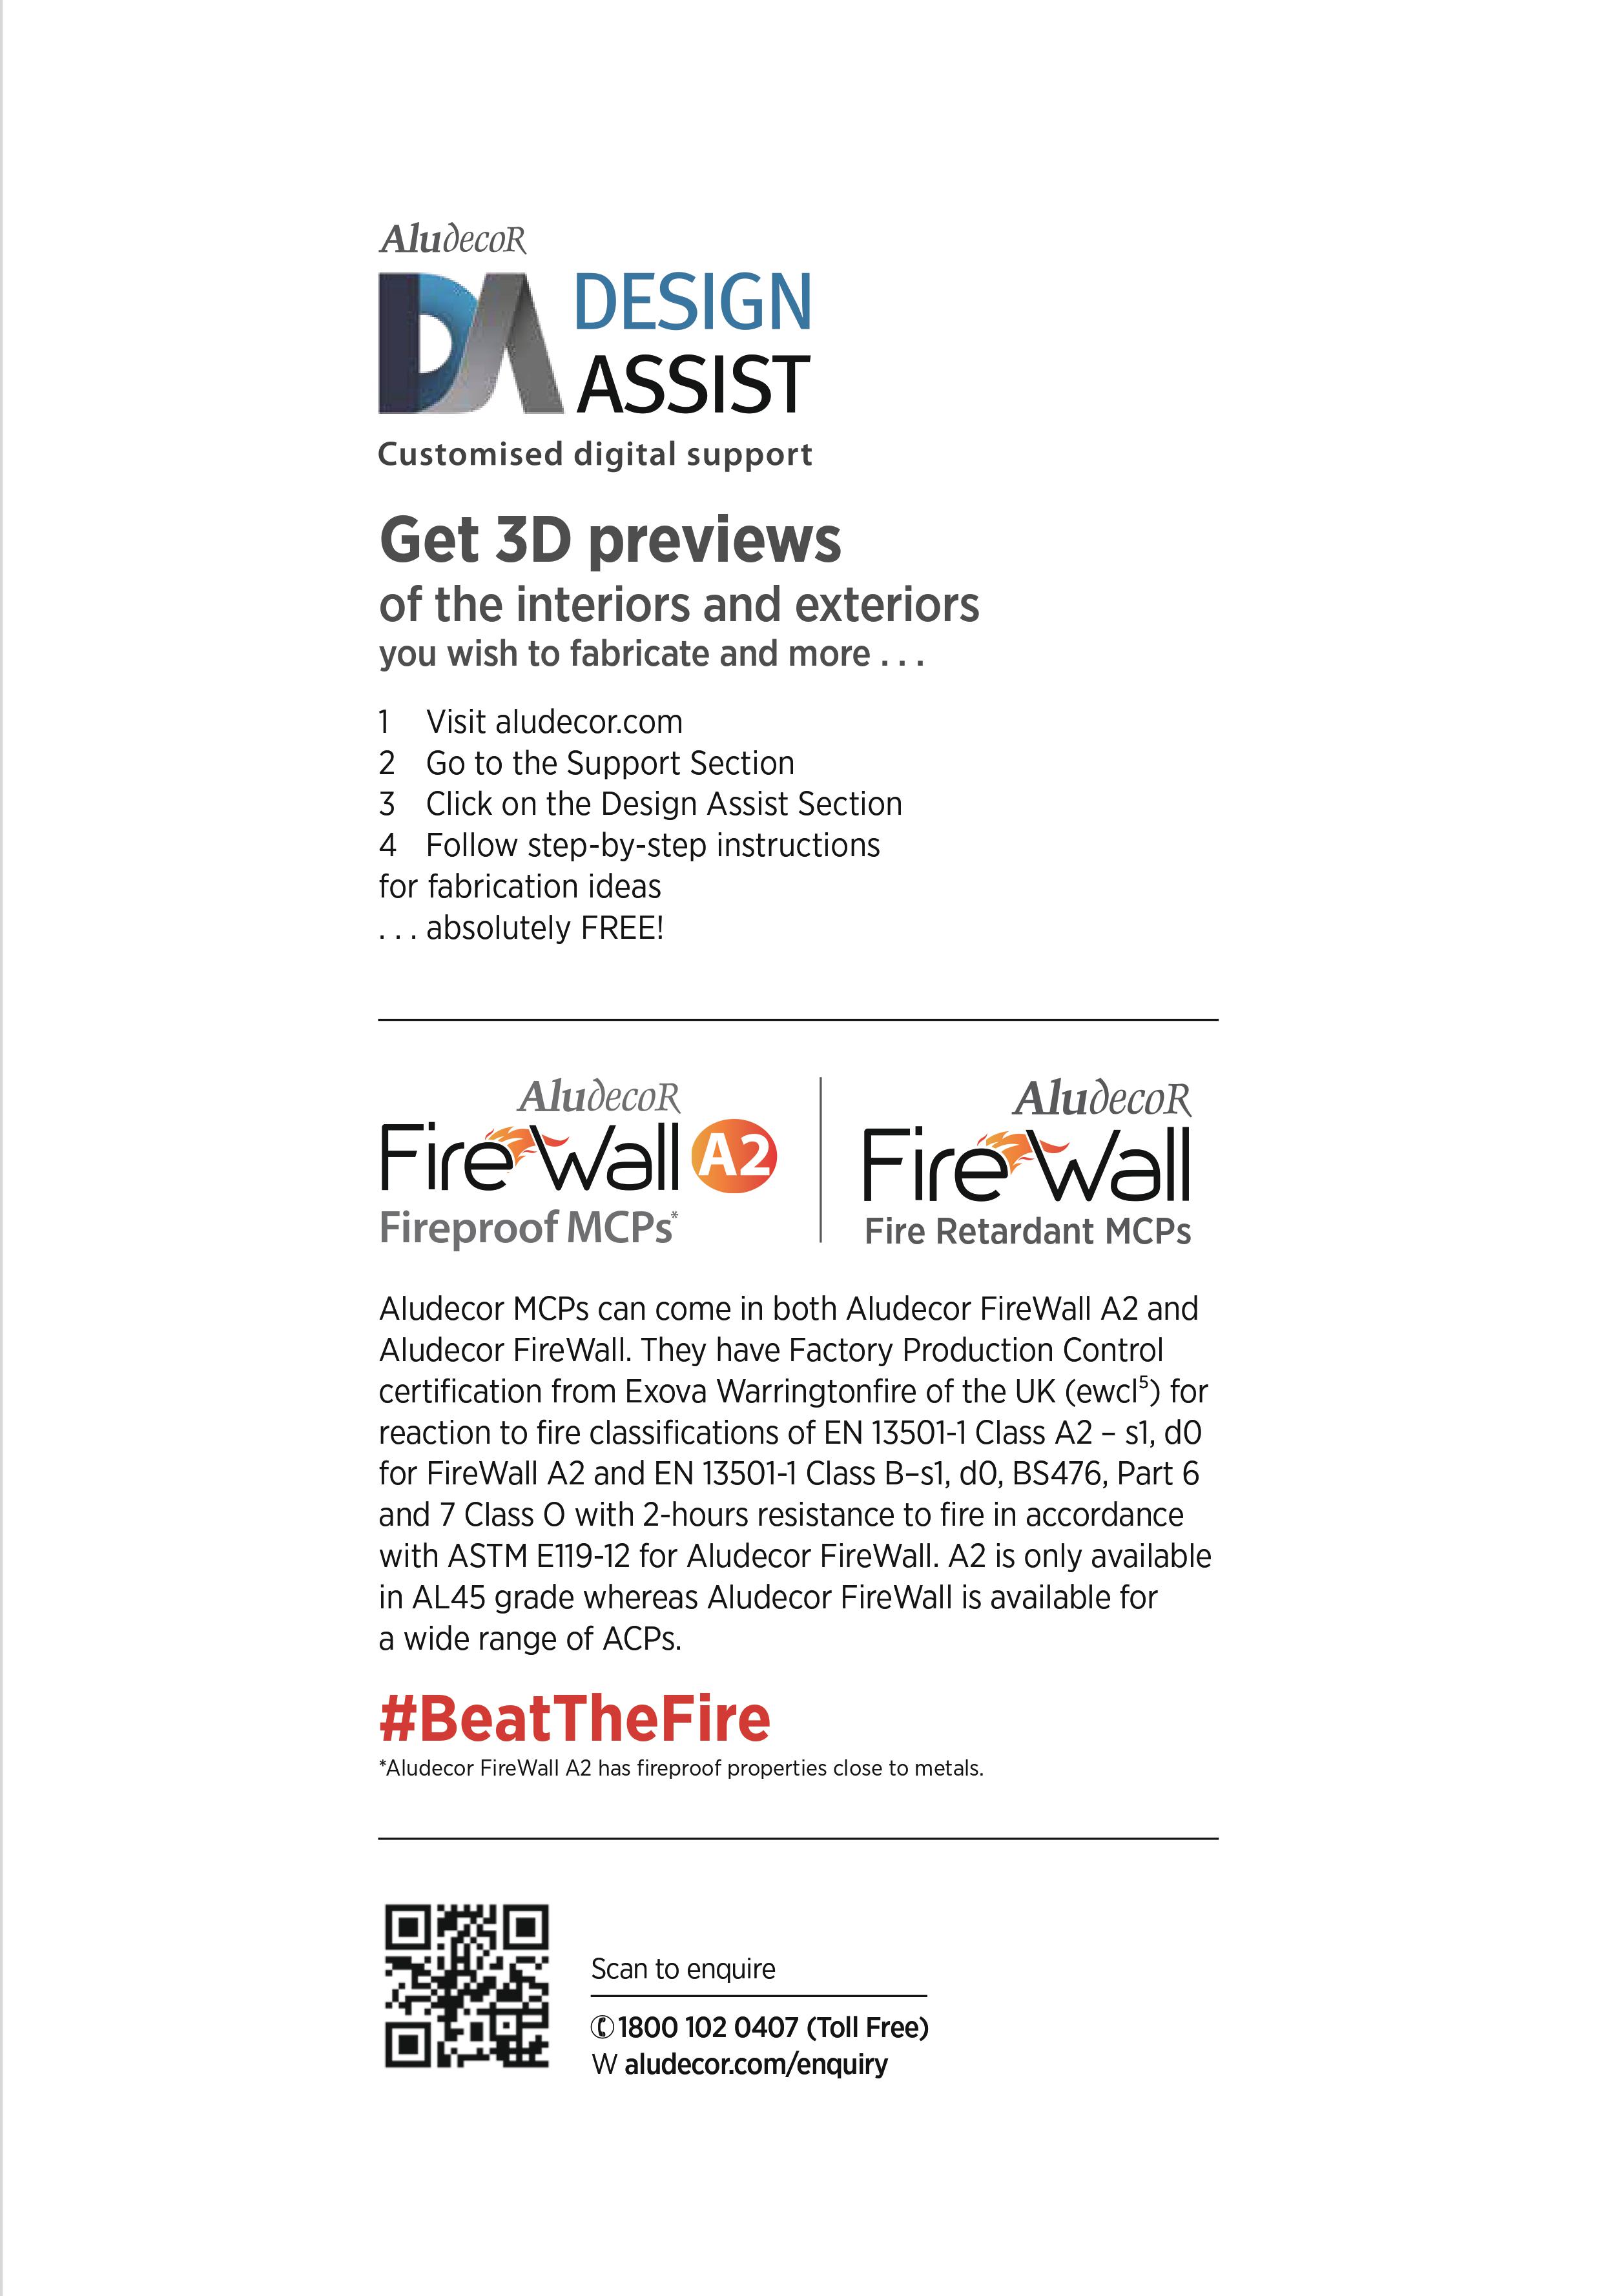 AludecoR
DA DESIGN
ASSIST
Customised digital support
Get 3D previews
of the interiors and exteriors
you wish to fabricate and more . . .
1 Visit aludecor.com
2 Go to the Support Section
3 Click on the Design Assist Section
4 Follow step-by-step instructions
for fabrication ideas
. . . absolutely FREE!
AludecoR
FireWall A2
Fireproof MCPs*
AludecoR
FireWall
Fire Retardant MCPs
Aludecor MCPs can come in both Aludecor FireWall A2 and
Aludecor FireWall. They have Factory Production Control
certification from Exova Warringtonfire of the UK (ewcl⁵) for
reaction to fire classifications of EN 13501-1 Class A2 – s1, d0
for FireWall A2 and EN 13501-1 Class B–s1, d0, BS476, Part 6
and 7 Class O with 2-hours resistance to fire in accordance
with ASTM E119-12 for Aludecor FireWall. A2 is only available
in AL45 grade whereas Aludecor FireWall is available for
a wide range of ACPs.
#BeatTheFire
*Aludecor FireWall A2 has fireproof properties close to metals.
Scan to enquire
✆ 1800 102 0407 (Toll Free)
W aludecor.com/enquiry